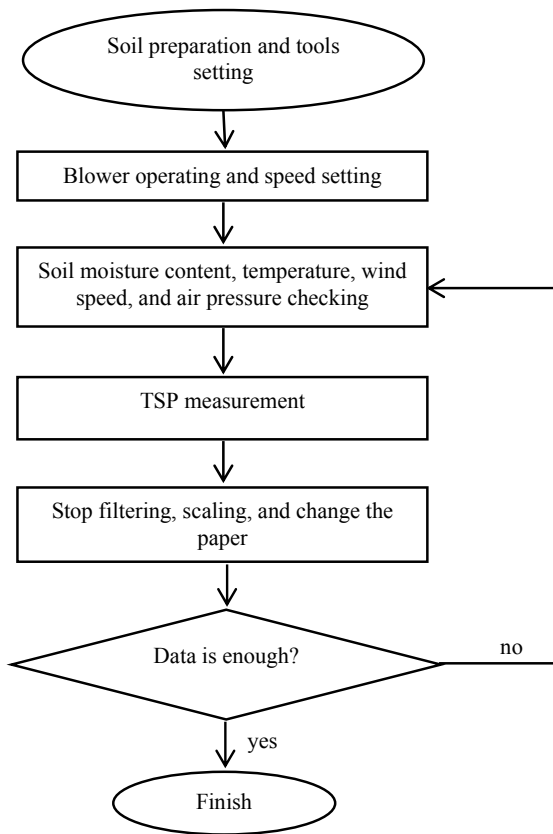 Soil preparation and tools
setting
Blower operating and speed setting
Soil moisture content, temperature, wind
speed, and air pressure checking
TSP measurement
Stop filtering, scaling, and change the
paper
Data is enough?
no
yes
Finish